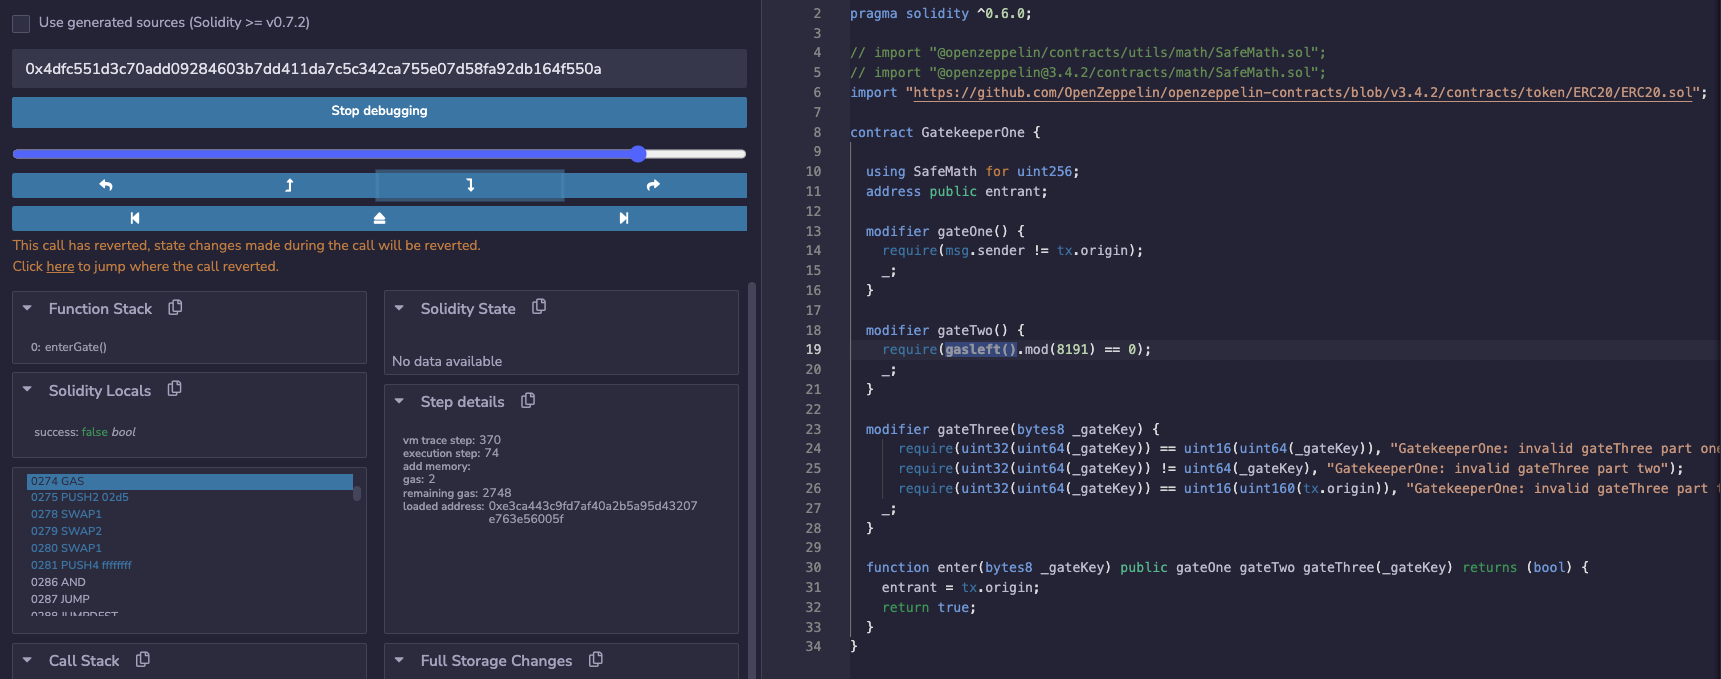 Use generated sources (Solidity >= v0.7.2)
0x4dfc551d3c70add09284603b7dd411da7c5c342ca755e07d58fa92db164f550a
Stop debugging
This call has reverted, state changes made during the call will be reverted.
Click here to jump where the call reverted.
Function Stack
0: enterGate()
Solidity Locals
success: false bool
0274 GAS
0275 PUSH2 02d5
0278 SWAP1
0279 SWAP2
0280 SWAP1
0281 PUSH4 ffffffff
0286 AND
0287 JUMP
0288 JUMPDEST
Call Stack
Solidity State
No data available
Step details
vm trace step: 370
execution step: 74
add memory:
gas: 2
remaining gas: 2748
loaded address: 0xe3ca443c9fd7af40a2b5a95d43207
e763e56005f
Full Storage Changes
2 pragma solidity ^0.6.0;
3
4 // import "@openzeppelin/contracts/utils/math/SafeMath.sol";
5 // import "@openzeppelin@3.4.2/contracts/math/SafeMath.sol";
6 import "https://github.com/OpenZeppelin/openzeppelin-contracts/blob/v3.4.2/contracts/token/ERC20/ERC20.sol";
7
8 contract GatekeeperOne {
9
10 using SafeMath for uint256;
11 address public entrant;
12
13 modifier gateOne() {
14 require(msg.sender != tx.origin);
15 _;
16 }
17
18 modifier gateTwo() {
19 require(gasleft().mod(8191) == 0);
20 _;
21 }
22
23 modifier gateThree(bytes8 _gateKey) {
24 require(uint32(uint64(_gateKey)) == uint16(uint64(_gateKey)), "GatekeeperOne: invalid gateThree part one
25 require(uint32(uint64(_gateKey)) != uint64(_gateKey), "GatekeeperOne: invalid gateThree part two");
26 require(uint32(uint64(_gateKey)) == uint16(uint160(tx.origin)), "GatekeeperOne: invalid gateThree part
27 _;
28 }
29
30 function enter(bytes8 _gateKey) public gateOne gateTwo gateThree(_gateKey) returns (bool) {
31 entrant = tx.origin;
32 return true;
33 }
34 }